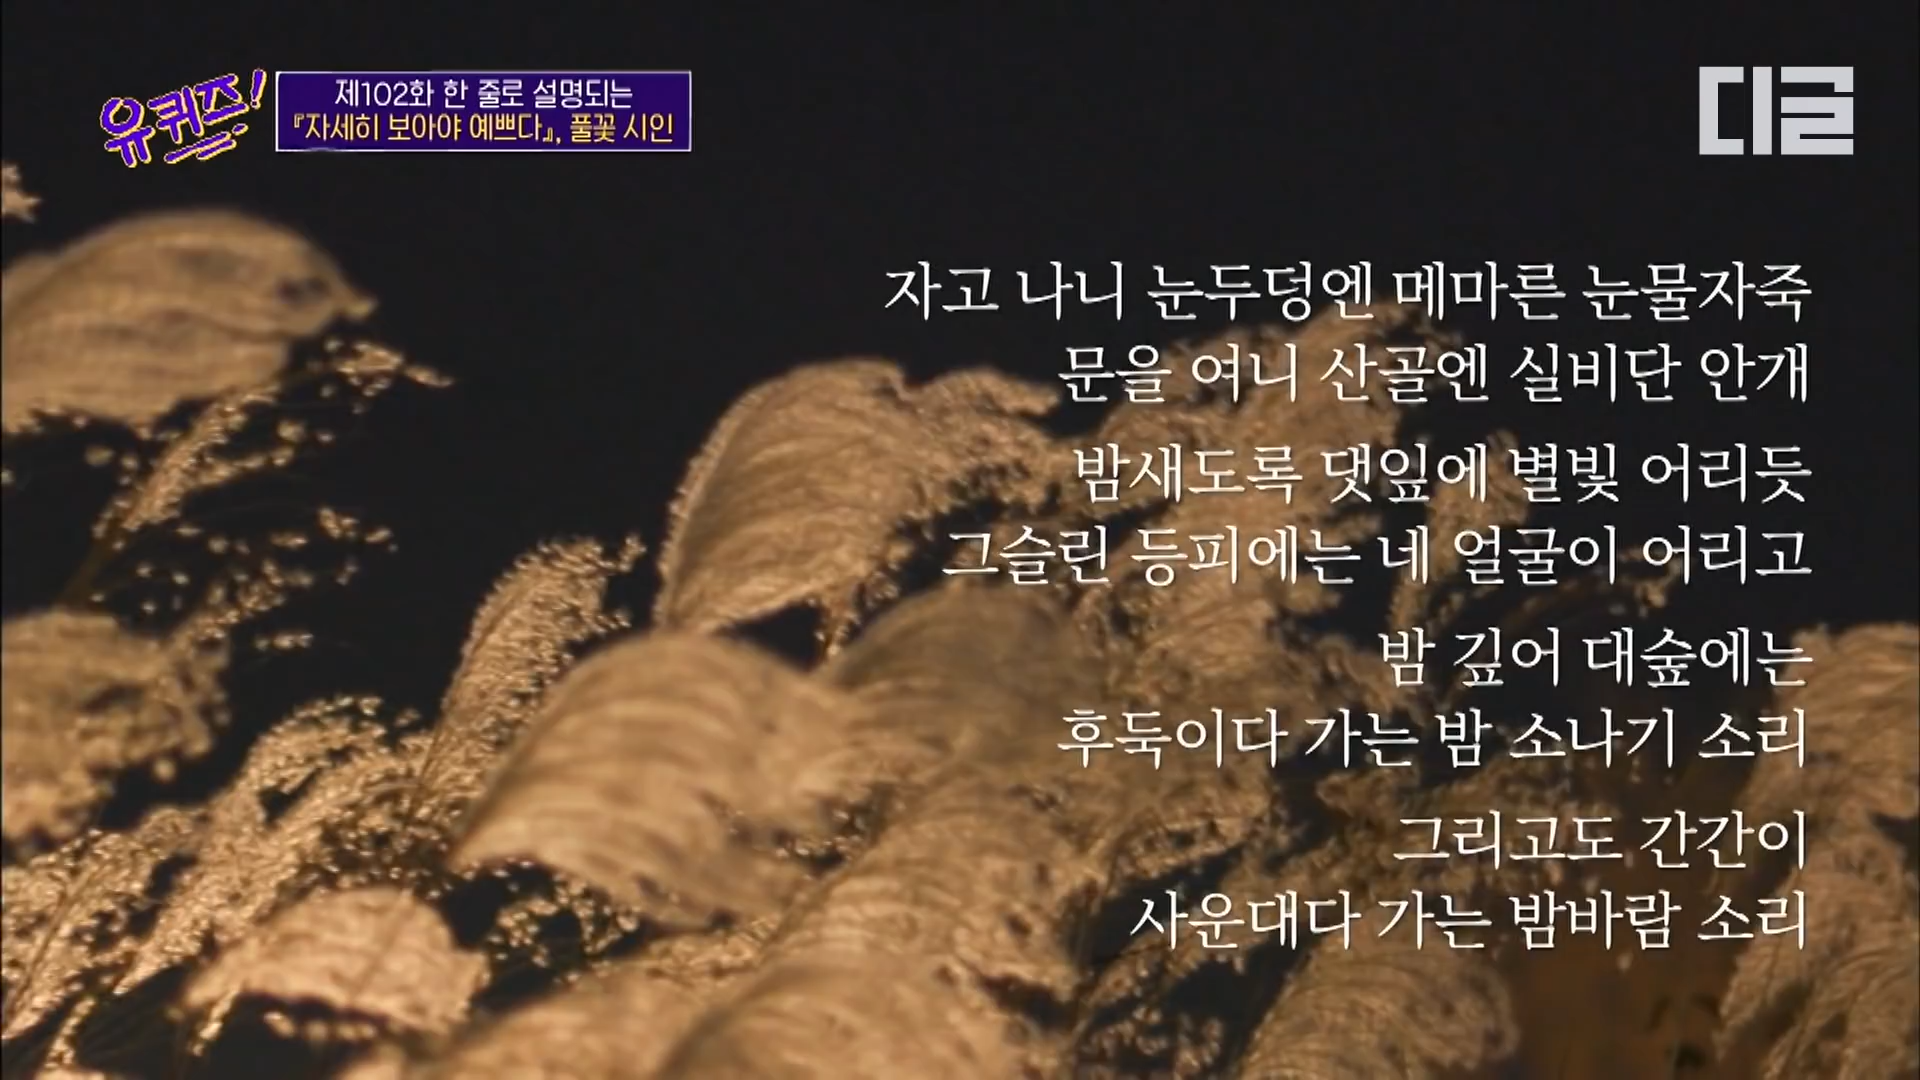 유퀴즈!
제102화 한 줄로 설명되는
『자세히 보아야 예쁘다』, 풀꽃 시인
디글
자고 나니 눈두덩엔 메마른 눈물자죽
문을 여니 산골엔 실비단 안개
밤새도록 댓잎에 별빛 어리듯
그슬린 등피에는 네 얼굴이 어리고
밤 깊어 대숲에는
후둑이다 가는 밤 소나기 소리
그리고도 간간이
사운대다 가는 밤바람 소리